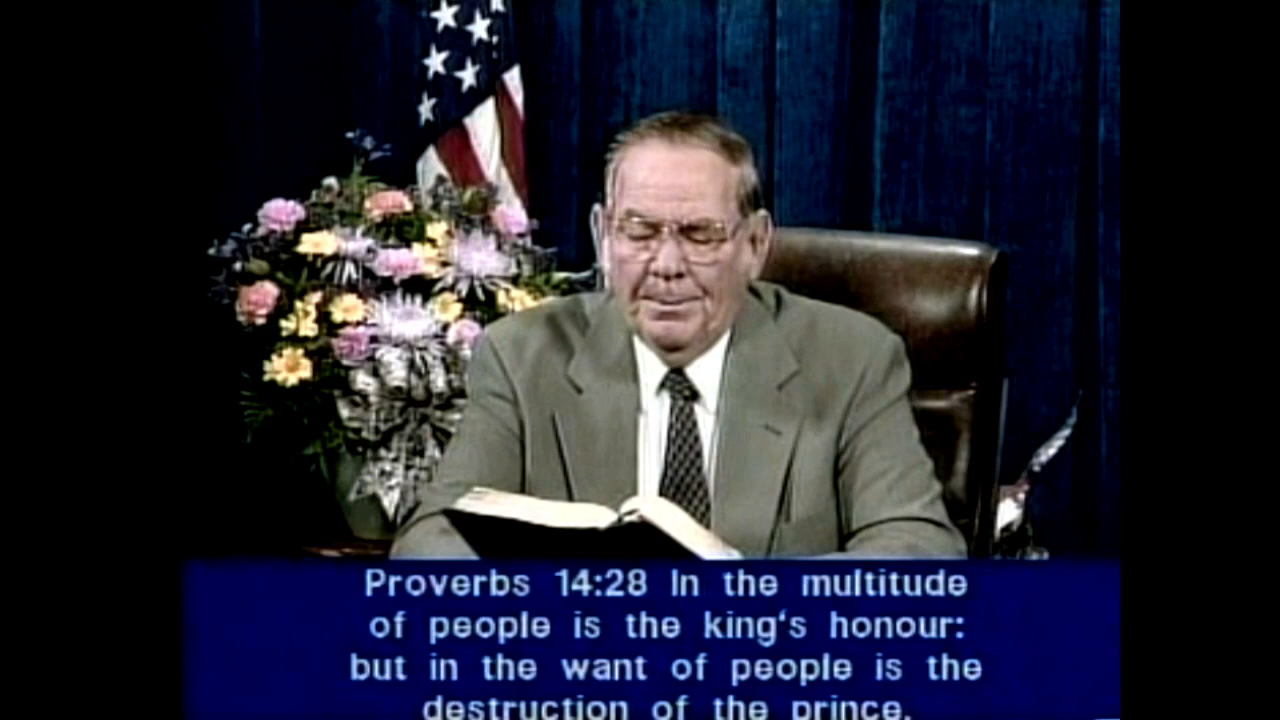 Proverbs 14:28 In the multitude
of people is the king's honour:
but in the want of people is the
destruction of the prince.